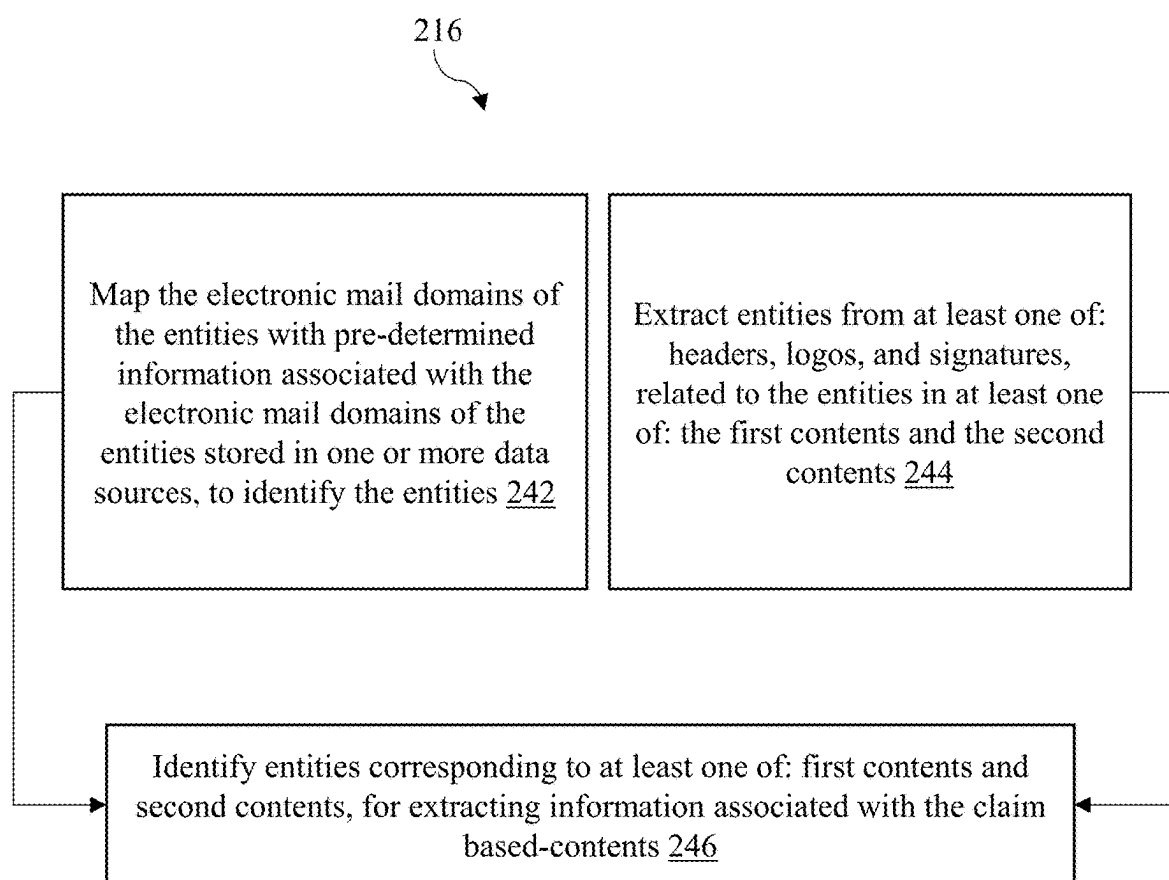 216
Map the electronic mail domains of
the entities with pre-determined
information associated with the
electronic mail domains of the
entities stored in one or more data
sources, to identify the entities 242
Extract entities from at least one of:
headers, logos, and signatures,
related to the entities in at least one
of: the first contents and the second
contents 244
Identify entities corresponding to at least one of: first contents and
second contents, for extracting information associated with the claim
based-contents 246